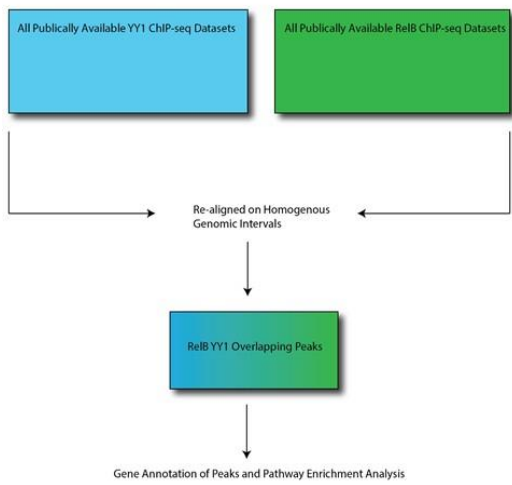 All Publically Available YY1 ChIP-seq Datasets
All Publically Available RelB ChIP-seq Datasets
Re-aligned on Homogenous
Genomic Intervals
RelB YY1 Overlapping Peaks
Gene Annotation of Peaks and Pathway Enrichment Analysis